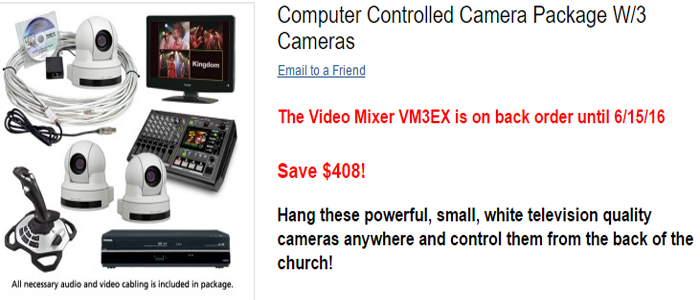 Computer Controlled Camera Package W/3
Cameras
Email to a Friend
The Video Mixer VM3EX is on back order until 6/15/16
Save $408!
Hang these powerful, small, white television quality
cameras anywhere and control them from the back of the
church!
Kingdom
All necessary audio and video cabling is included in package.